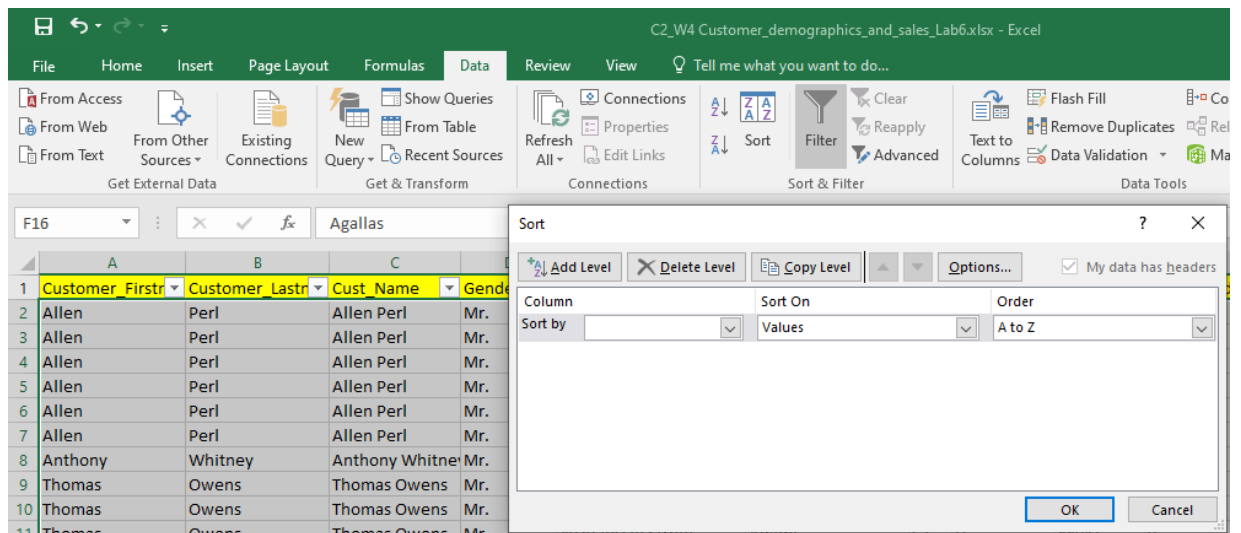 C2_W4 Customer_demographics_and_sales_Lab6.xlsx - Excel
File Home Insert Page Layout Formulas Data Review View Tell me what you want to do...
From Access
From Web
From Text
From Other Sources
Existing Connections
Get External Data
New Query
Show Queries
From Table
Recent Sources
Get & Transform
Refresh All
Connections
Properties
Edit Links
Connections
Sort
Filter
Clear
Reapply
Advanced
Sort & Filter
Text to Columns
Flash Fill
Remove Duplicates
Data Validation
Co
Rel
Ma
Data Tools
F16 fx Agallas
A B C
1 Customer_Firstr Customer_Lastr Cust_Name Gende
2 Allen Perl Allen Perl Mr.
3 Allen Perl Allen Perl Mr.
4 Allen Perl Allen Perl Mr.
5 Allen Perl Allen Perl Mr.
6 Allen Perl Allen Perl Mr.
7 Allen Perl Allen Perl Mr.
8 Anthony Whitney Anthony Whitne Mr.
9 Thomas Owens Thomas Owens Mr.
10 Thomas Owens Thomas Owens Mr.
Sort ?
Add Level Delete Level Copy Level Options... My data has headers
Column Sort On Order
Sort by Values A to Z
OK Cancel